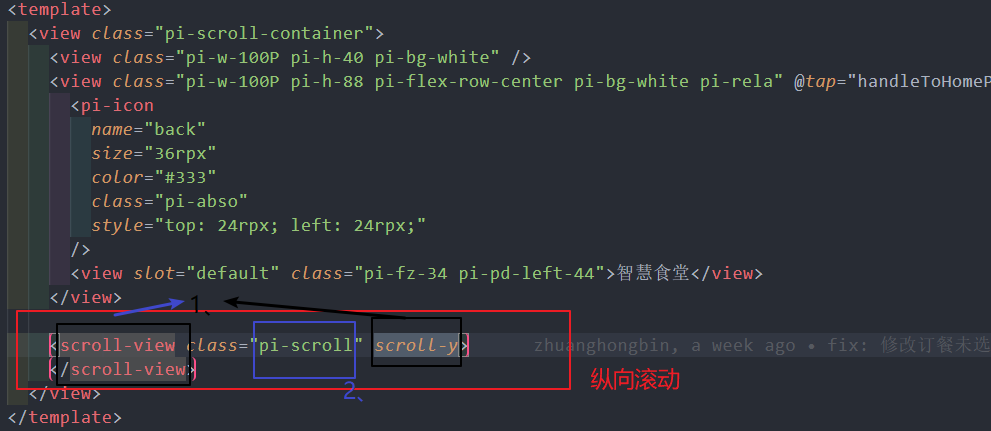 <template>
<view class="pi-scroll-container">
<view class="pi-w-100P pi-h-40 pi-bg-white" />
<view class="pi-w-100P pi-h-88 pi-flex-row-center pi-bg-white pi-rela" @tap="handleToHomeP
<pi-icon
name="back"
size="36rpx"
color="#333"
class="pi-abso"
style="top: 24rpx; left: 24rpx;"
/>
<view slot="default" class="pi-fz-34 pi-pd-left-44">智慧食堂</view>
</view>
1、
<scroll-view class="pi-scroll" scroll-y> zhuanghongbin, a week ago • fix: 修改订餐未选
</scroll-view>
纵向滚动
2、
</view>
</template>